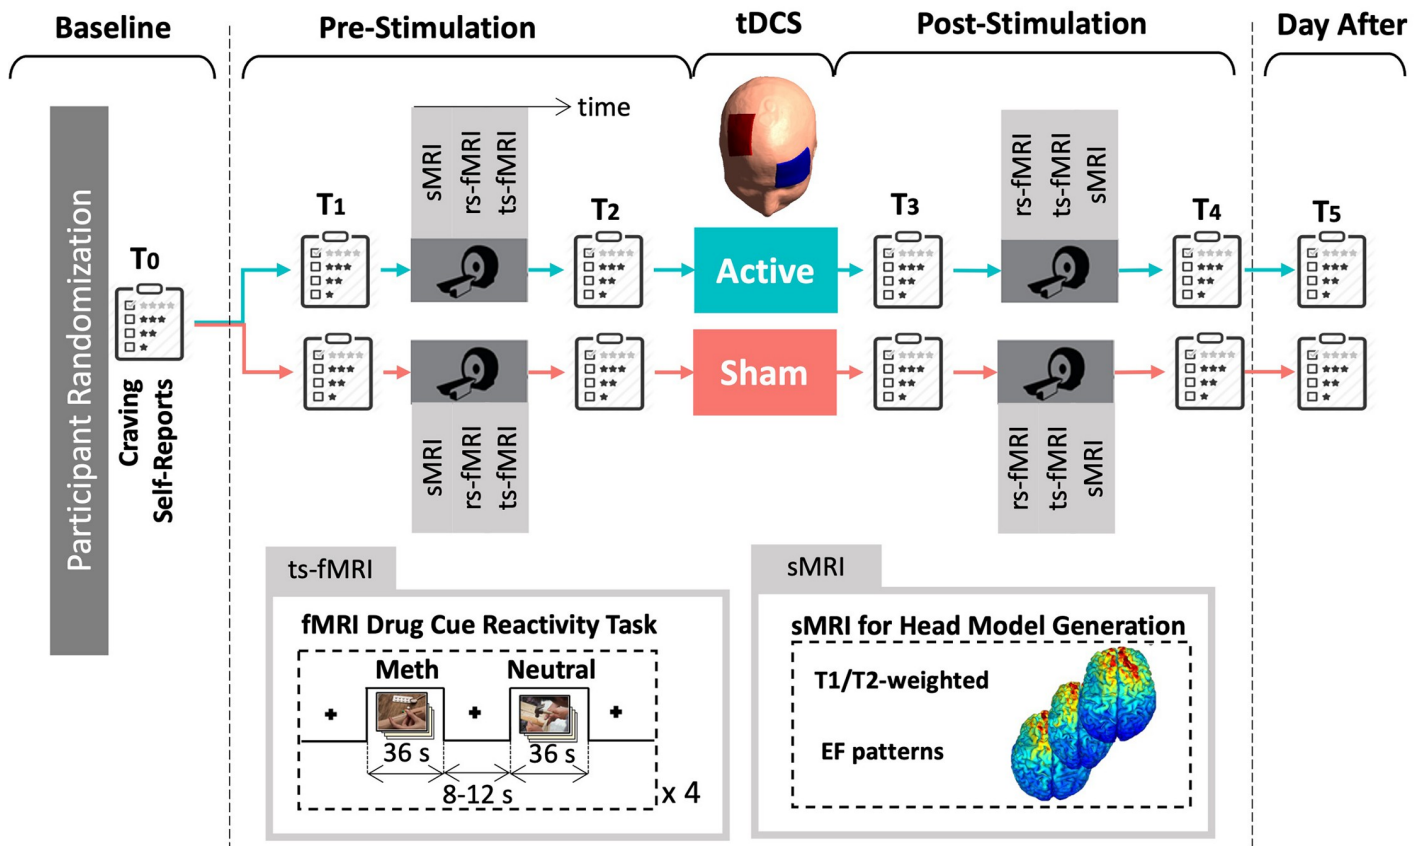 Baseline
Pre-Stimulation
tDCS
Post-Stimulation
Day After
time
sMRI
rs-fMRI
ts-fMRI
rs-fMRI
ts-fMRI
sMRI
Participant Randomization
T0
T1
T2
T3
T4
T5
Active
Sham
Craving
Self-Reports
sMRI
rs-fMRI
ts-fMRI
rs-fMRI
ts-fMRI
sMRI
ts-fMRI
fMRI Drug Cue Reactivity Task
Meth
Neutral
+
+
+
36 s
36 s
8-12 s
x 4
sMRI
sMRI for Head Model Generation
T1/T2-weighted
EF patterns